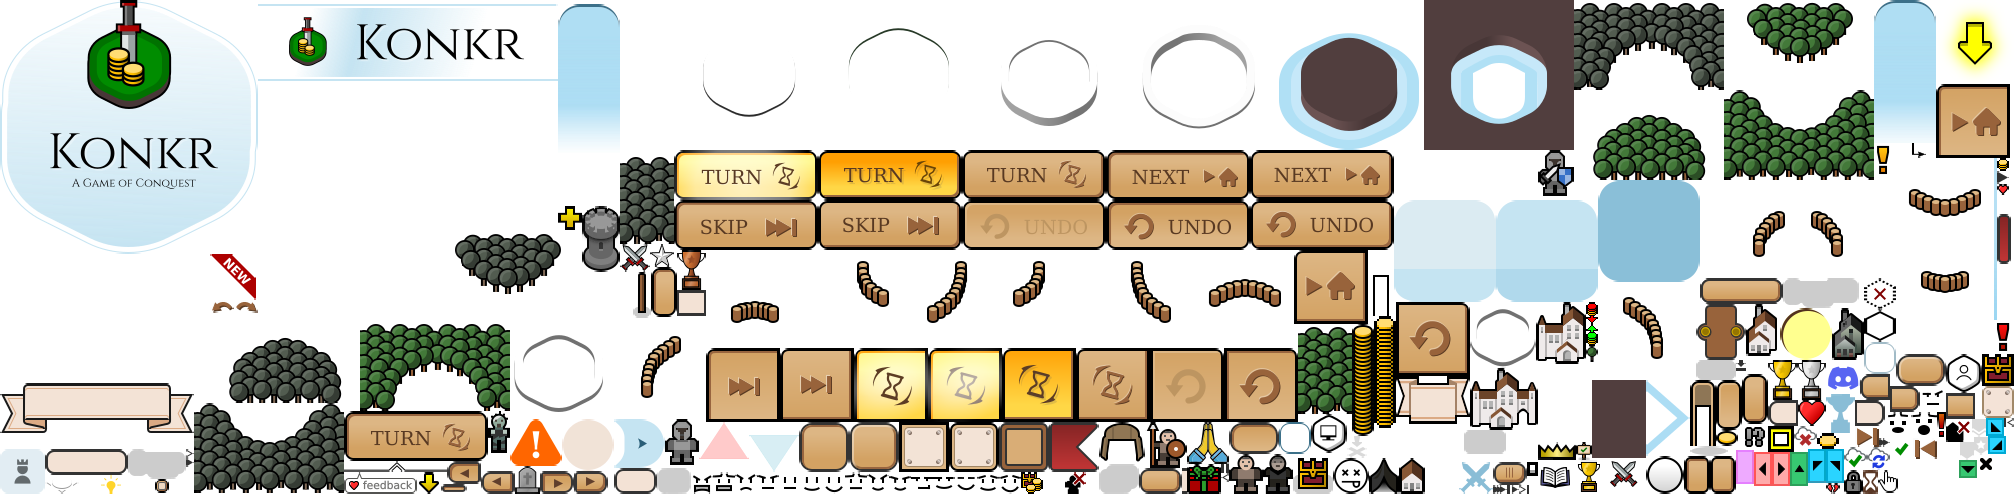 KONKR
A GAME OF CONQUEST
KONKR
NEW
TURN
TURN
TURN
NEXT
NEXT
SKIP
SKIP
UNDO
UNDO
UNDO
TURN
feedback